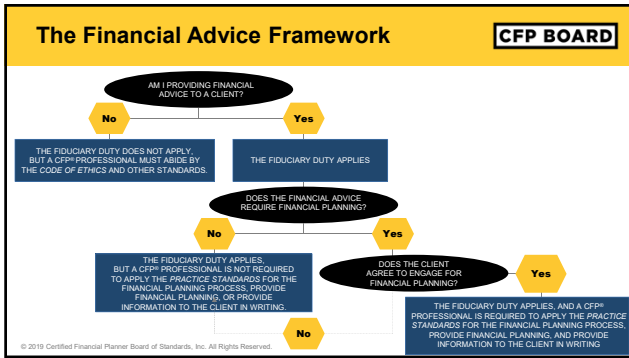 The Financial Advice Framework
CFP BOARD
AM I PROVIDING FINANCIAL
ADVICE TO A CLIENT?
No
Yes
THE FIDUCIARY DUTY DOES NOT APPLY,
BUT A CFP® PROFESSIONAL MUST ABIDE BY
THE CODE OF ETHICS AND OTHER STANDARDS.
THE FIDUCIARY DUTY APPLIES
DOES THE FINANCIAL ADVICE
REQUIRE FINANCIAL PLANNING?
No
Yes
THE FIDUCIARY DUTY APPLIES,
BUT A CFP® PROFESSIONAL IS NOT REQUIRED
TO APPLY THE PRACTICE STANDARDS FOR THE
FINANCIAL PLANNING PROCESS, PROVIDE
FINANCIAL PLANNING, OR PROVIDE
INFORMATION TO THE CLIENT IN WRITING.
DOES THE CLIENT
AGREE TO ENGAGE FOR
FINANCIAL PLANNING?
Yes
No
THE FIDUCIARY DUTY APPLIES, AND A CFP®
PROFESSIONAL IS REQUIRED TO APPLY THE PRACTICE
STANDARDS FOR THE FINANCIAL PLANNING PROCESS,
PROVIDE FINANCIAL PLANNING, AND PROVIDE
INFORMATION TO THE CLIENT IN WRITING
© 2019 Certified Financial Planner Board of Standards, Inc. All Rights Reserved.